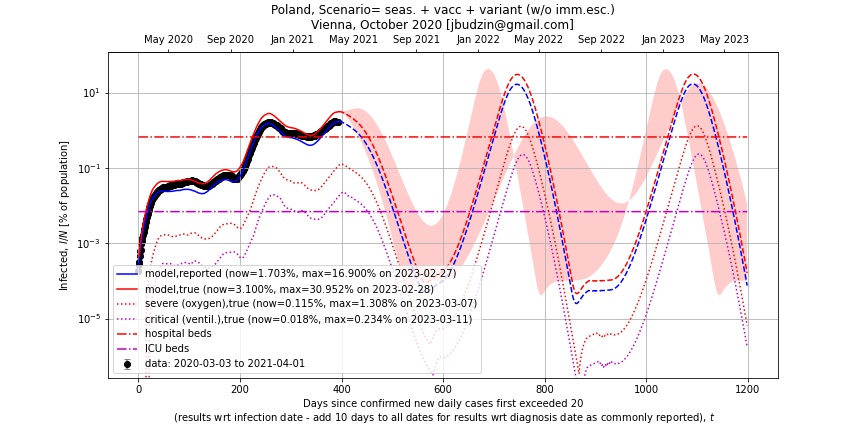 Poland, Scenario= seas. + vacc + variant (w/o imm.esc.)
Vienna, October 2020 [jbudzin@gmail.com]
May 2020 Sep 2020 Jan 2021 May 2021 Sep 2021 Jan 2022 May 2022 Sep 2022 Jan 2023 May 2023
Infected, I/N [% of population]
10¹
10⁻¹
10⁻³
10⁻⁵
model,reported (now=1.703%, max=16.900% on 2023-02-27)
model,true (now=3.100%, max=30.952% on 2023-02-28)
severe (oxygen),true (now=0.115%, max=1.308% on 2023-03-07)
critical (ventil.),true (now=0.018%, max=0.234% on 2023-03-11)
hospital beds
ICU beds
data: 2020-03-03 to 2021-04-01
0 200 400 600 800 1000 1200
Days since confirmed new daily cases first exceeded 20
(results wrt infection date - add 10 days to all dates for results wrt diagnosis date as commonly reported), t